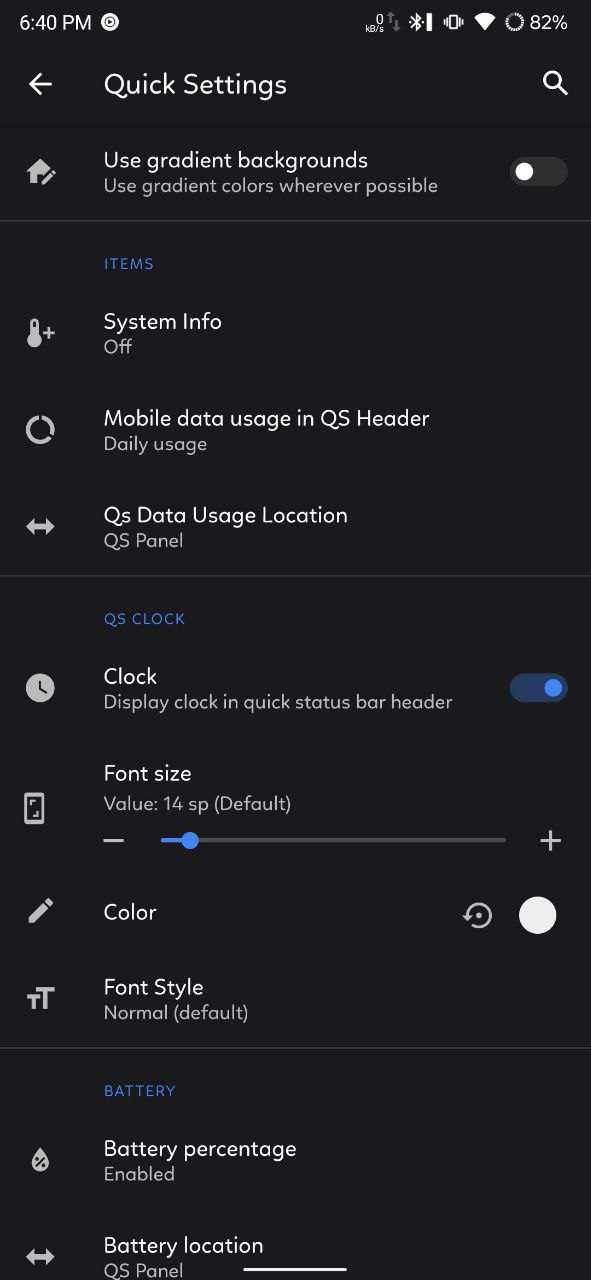 6:40 PM 0 kB/s 82%
Quick Settings
Use gradient backgrounds
Use gradient colors wherever possible
ITEMS
System Info
Off
Mobile data usage in QS Header
Daily usage
Qs Data Usage Location
QS Panel
QS CLOCK
Clock
Display clock in quick status bar header
Font size
Value: 14 sp (Default)
Color
Font Style
Normal (default)
BATTERY
Battery percentage
Enabled
Battery location
QS Panel